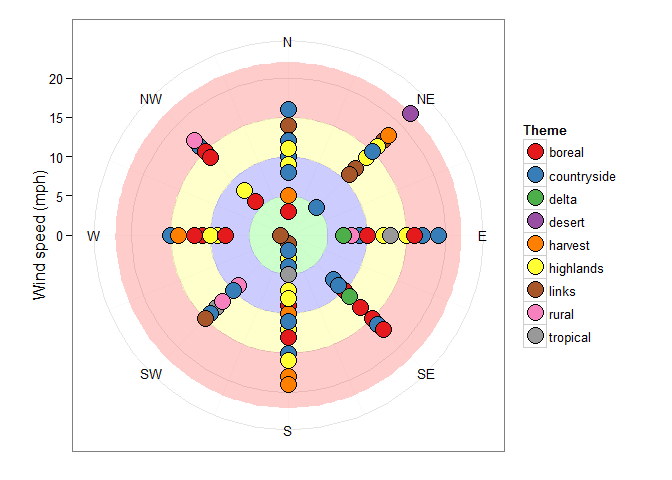 N
NW
NE
W
E
SW
SE
S
20
15
10
5
0
Wind speed (mph)
Theme
boreal
countryside
delta
desert
harvest
highlands
links
rural
tropical